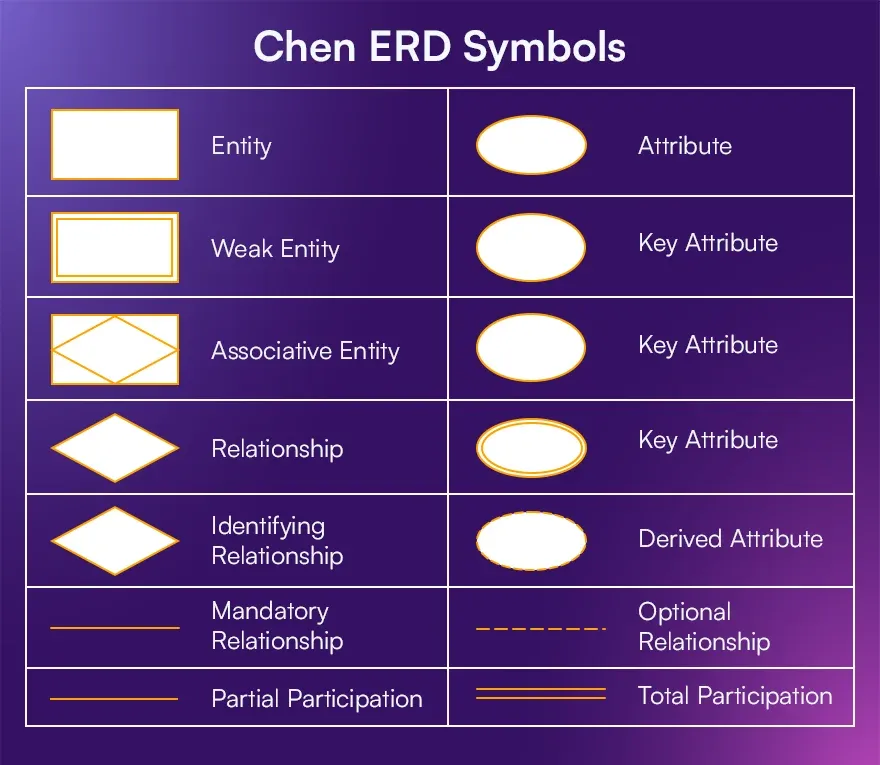 Chen ERD Symbols
Entity
Attribute
Weak Entity
Key Attribute
Associative Entity
Key Attribute
Relationship
Key Attribute
Identifying
Relationship
Derived Attribute
Mandatory
Relationship
Optional
Relationship
Partial Participation
Total Participation